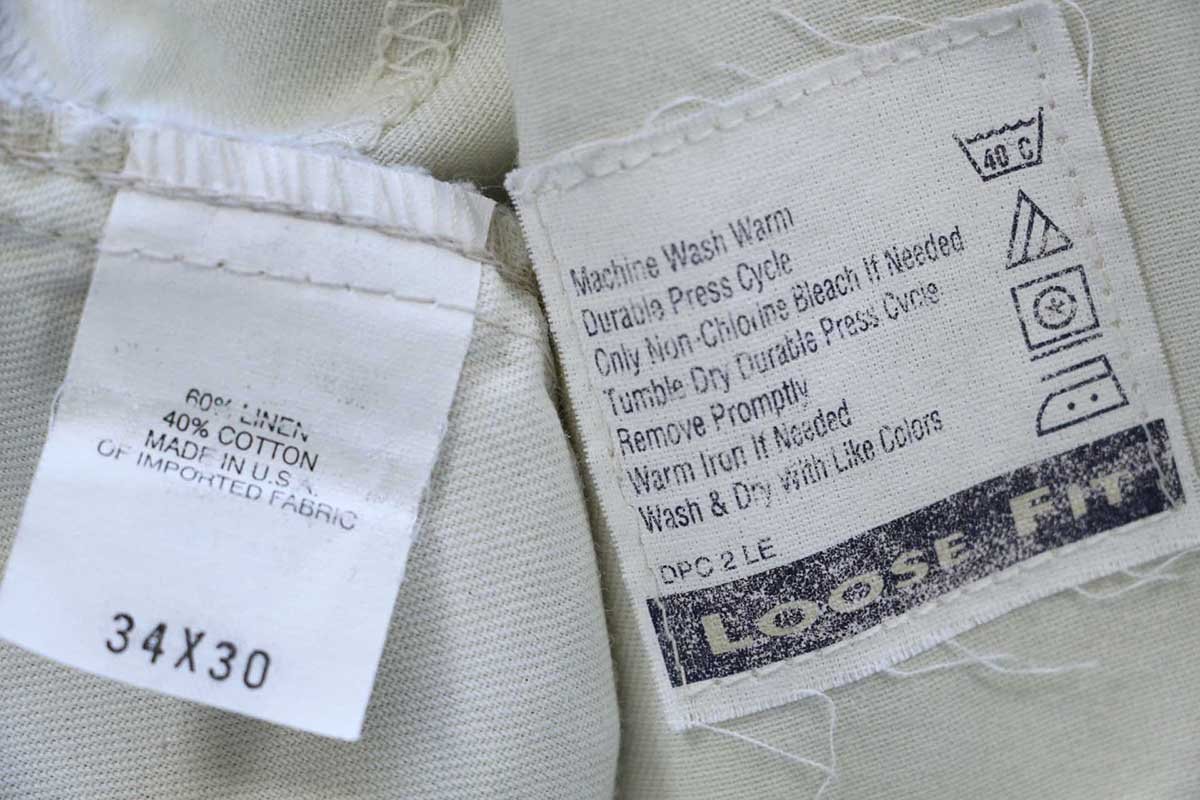 60% LINEN
40% COTTON
MADE IN U.S.A.
OF IMPORTED FABRIC
34X30
40 C
Machine Wash Warm
Durable Press Cycle
Only Non-Chlorine Bleach If Needed
Tumble Dry Durable Press Cycle
Remove Promptly
Warm Iron If Needed
Wash & Dry With Like Colors
DPC 2 LE
LOOSE FIT